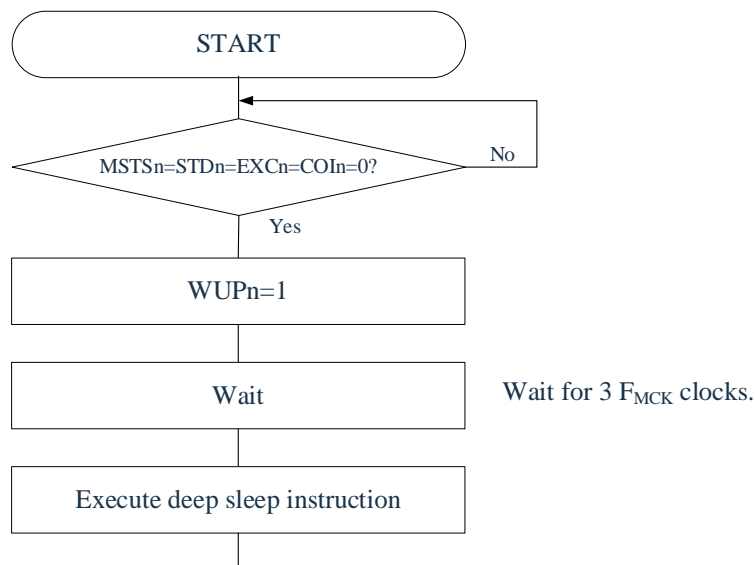 START
MSTSn=STDn=EXCn=COIn=0?
No
Yes
WUPn=1
Wait
Wait for 3 FMCK clocks.
Execute deep sleep instruction